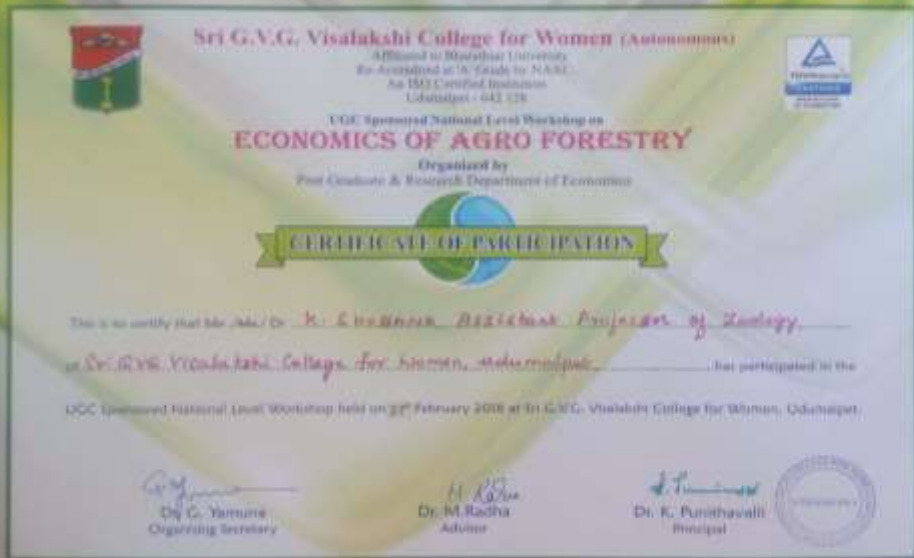 Sri G.V.G. Visalakshi College for Women (Autonomous)
Affiliated to Bharathiar University
Re-Accredited at 'A' Grade by NAAC
An ISO Certified Institution
Udumalpet - 642 128
UGC Sponsored National Level Workshop on
ECONOMICS OF AGRO FORESTRY
Organized by
Post Graduate & Research Department of Economics
CERTIFICATE OF PARTICIPATION
This is to certify that Ms./Mr./Dr. K. Assistant Professor of Zoology,
of Sri GVG Visalakshi College for Women, Udumalpet, has participated in the
UGC Sponsored National Level Workshop held on February at Sri G.V.G. Visalakshi College for Women, Udumalpet.
Dr. G. Yamuna
Organising Secretary
M. Radha
Dr. M. Radha
Advisor
Dr. K. Punithavalli
Principal